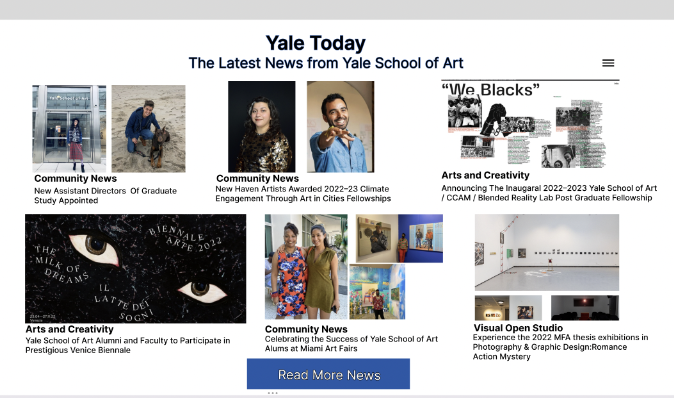 Yale Today
The Latest News from Yale School of Art
Community News
New Assistant Directors Of Graduate
Study Appointed
Community News
New Haven Artists Awarded 2022–23 Climate
Engagement Through Art in Cities Fellowships
"We Blacks"
Arts and Creativity
Announcing The Inaugaral 2022–2023 Yale School of Art
/ CCAM / Blended Reality Lab Post Graduate Fellowship
BIENNALE
ARTE 2022
THE
MILK OF
DREAMS
IL
LATTE DEI
SOGNI
Arts and Creativity
Yale School of Art Alumni and Faculty to Participate in
Prestigious Venice Biennale
Community News
Celebrating the Success of Yale School of Art
Alums at Miami Art Fairs
Visual Open Studio
Experience the 2022 MFA thesis exhibitions in
Photography & Graphic Design:Romance
Action Mystery
Read More News